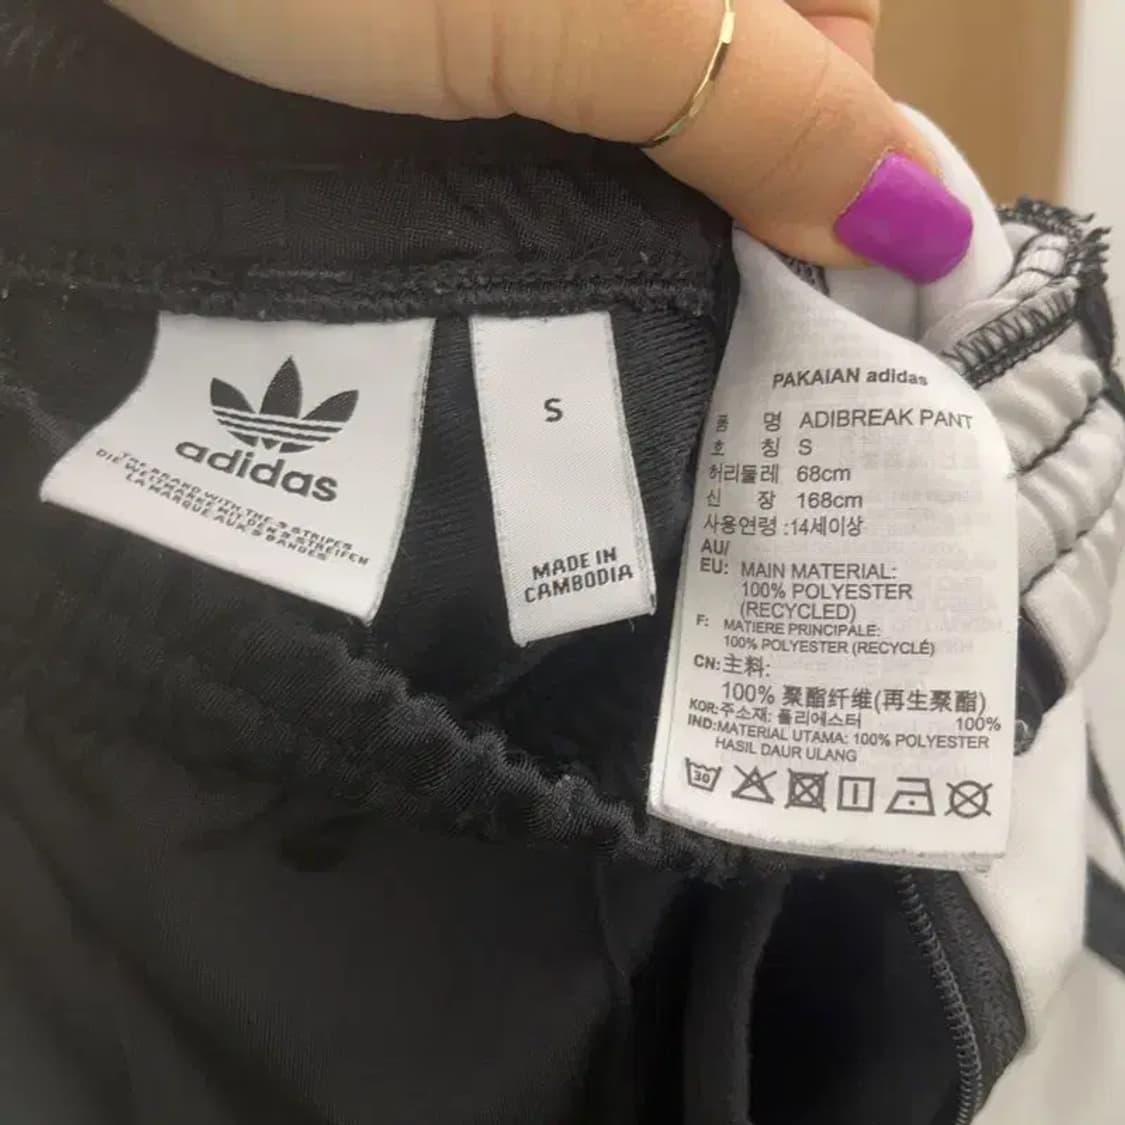 adidas
THE BRAND WITH THE 3 STRIPES
DIE WELTMARKE MIT DEN 3 STREIFEN
LA MARQUE AUX 3 BANDES
S
MADE IN
CAMBODIA
PAKAIAN adidas
품 명 ADIBREAK PANT
호 칭 S
허리둘레 68cm
신 장 168cm
사용연령 :14세이상
AU/
EU: MAIN MATERIAL:
100% POLYESTER
(RECYCLED)
F: MATIERE PRINCIPALE:
100% POLYESTER (RECYCLÉ)
CN: 主料:
100% 聚酯纤维(再生聚酯)
KOR:주소재: 폴리에스터 100%
IND:MATERIAL UTAMA: 100% POLYESTER
HASIL DAUR ULANG
30